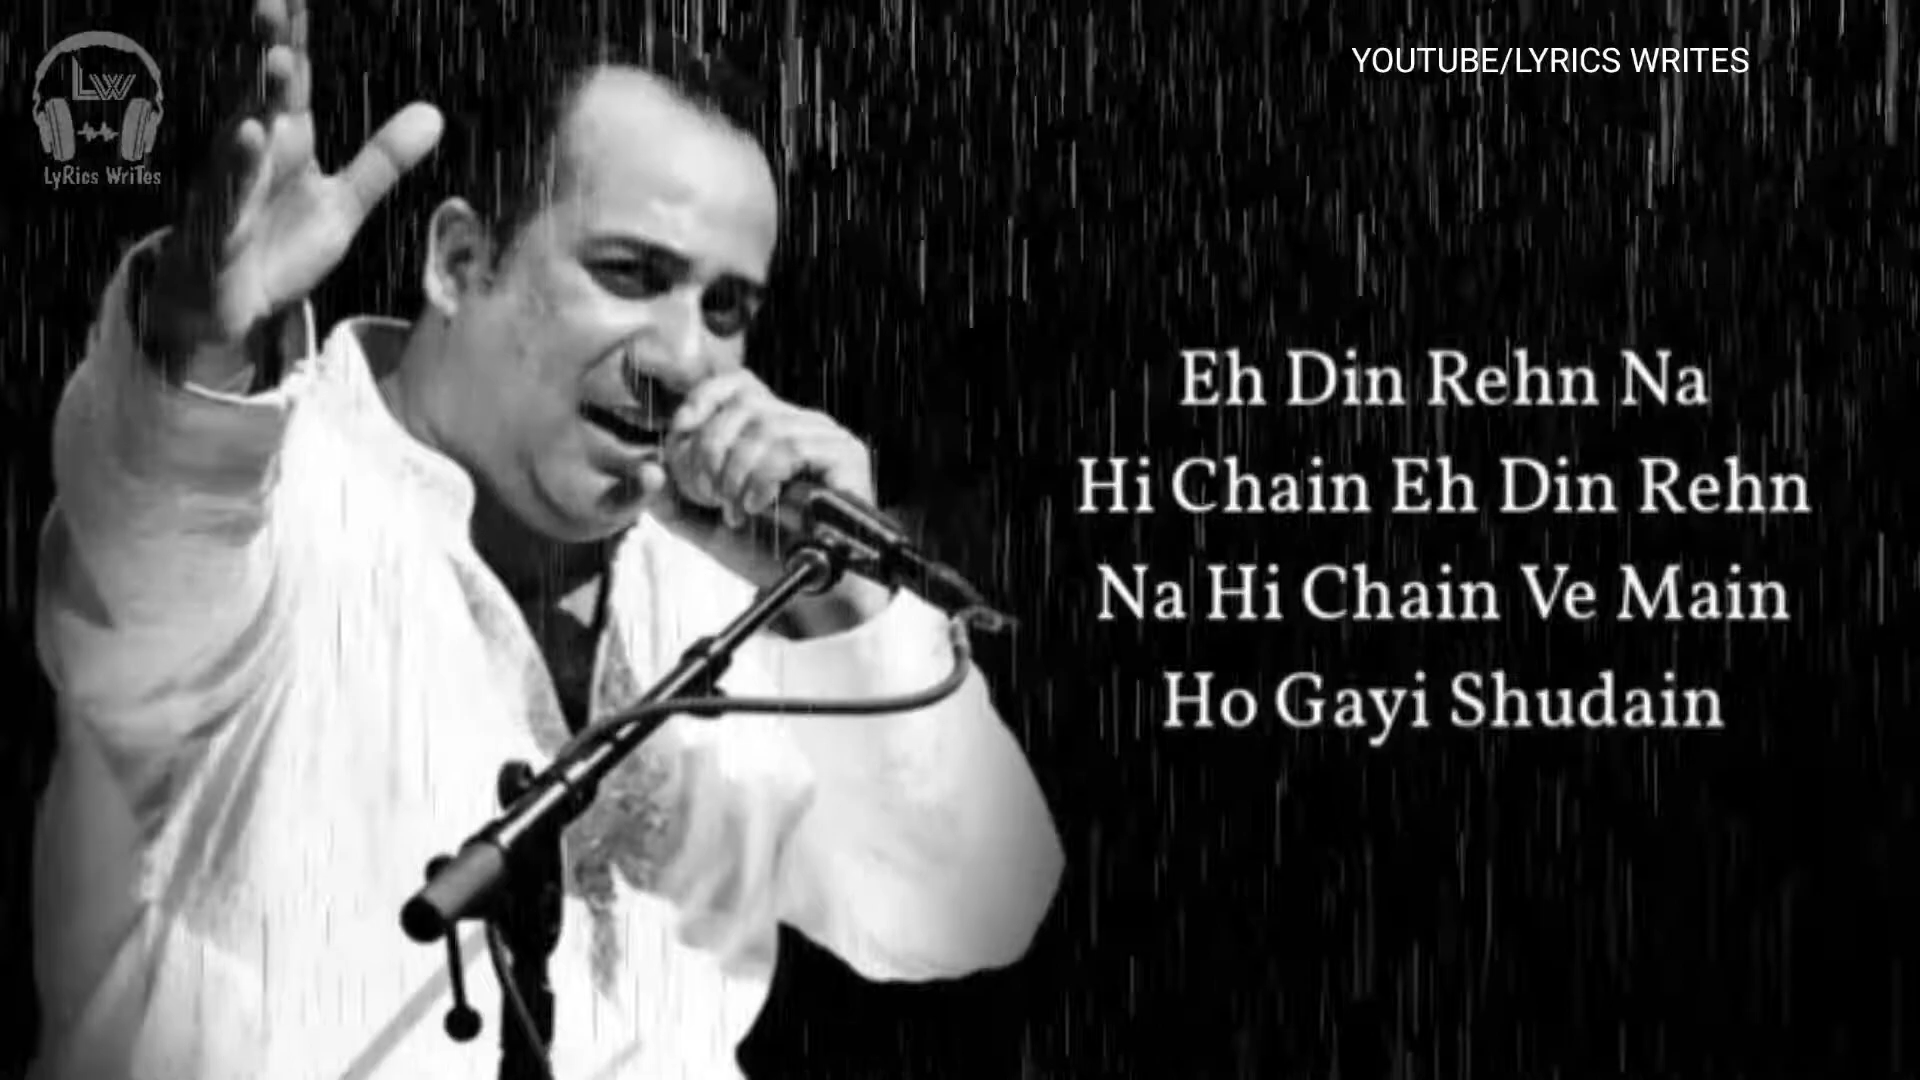 LW
LyRics WriTes
YOUTUBE/LYRICS WRITES
Eh Din Rehn Na
Hi Chain Eh Din Rehn
Na Hi Chain Ve Main
Ho Gayi Shudain